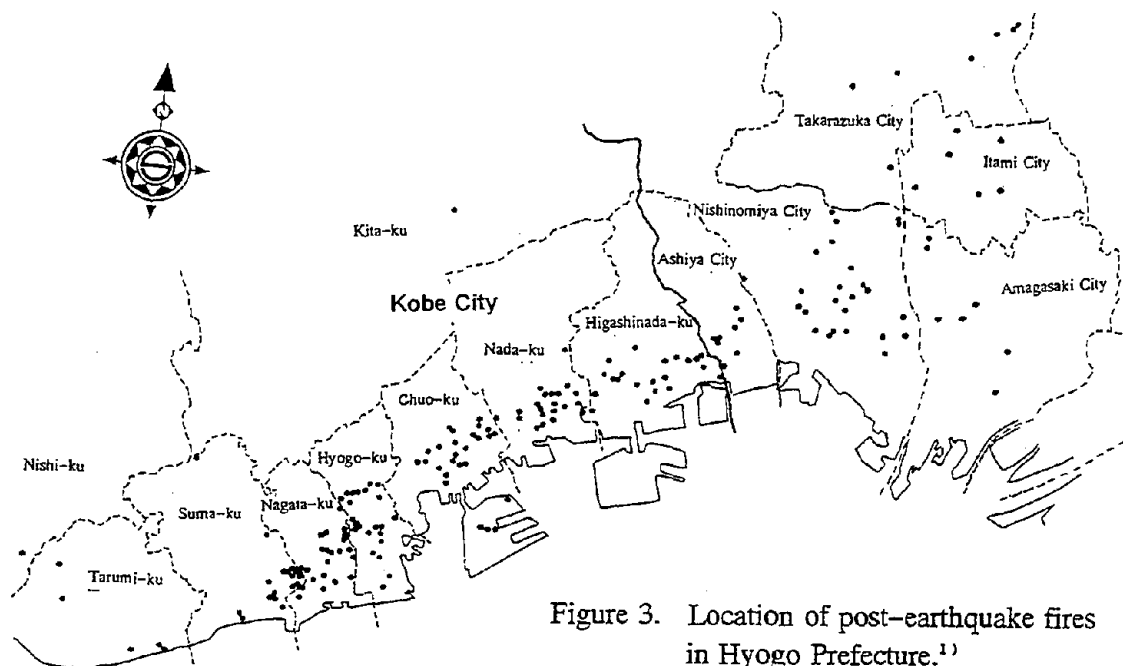 N
Takarazuka City
Itami City
Nishinomiya City
Kita-ku
Ashiya City
Amagasaki City
Kobe City
Higashinada-ku
Nada-ku
Chuo-ku
Hyogo-ku
Nishi-ku
Nagata-ku
Suma-ku
Tarumi-ku
Figure 3. Location of post-earthquake fires
in Hyogo Prefecture.¹⁾